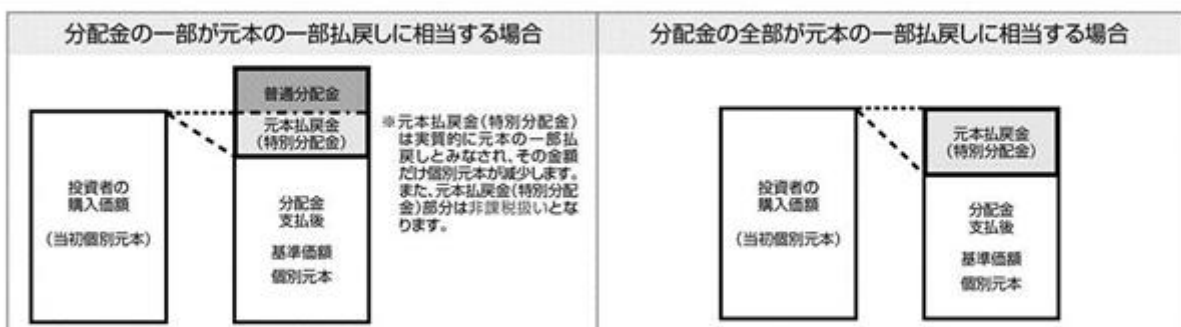 分配金の一部が元本の一部払戻しに相当する場合
投資者の
購入価額
(当初個別元本)
普通分配金
元本払戻金
(特別分配金)
分配金
支払後
基準価額
個別元本
※元本払戻金(特別分配金)
は実質的に元本の一部払
戻しとみなされ、その金額
だけ個別元本が減少します。
また、元本払戻金(特別分配
金)部分は非課税扱いとな
ります。
分配金の全部が元本の一部払戻しに相当する場合
投資者の
購入価額
(当初個別元本)
元本払戻金
(特別分配金)
分配金
支払後
基準価額
個別元本